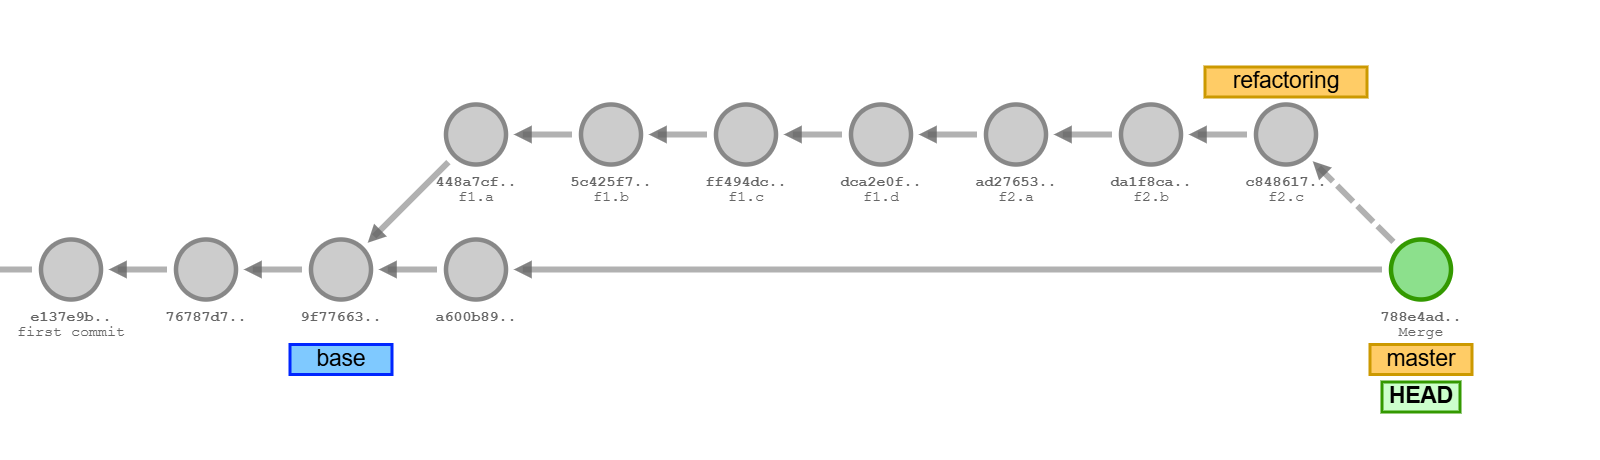 refactoring
448a7cf..
f1.a
5c425f7..
f1.b
ff494dc..
f1.c
dca2e0f..
f1.d
ad27653..
f2.a
da1f8ca..
f2.b
c848617..
f2.c
e137e9b..
first commit
76787d7..
9f77663..
base
a600b89..
788e4ad..
Merge
master
HEAD